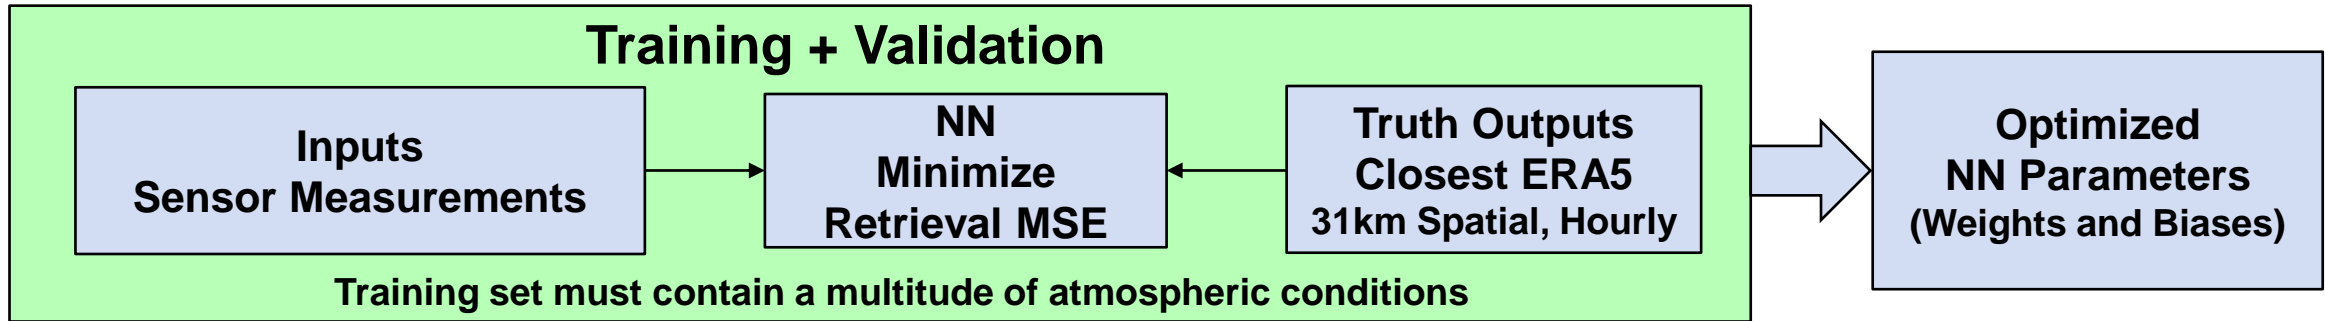 Training + Validation
Inputs
Sensor Measurements
NN
Minimize
Retrieval MSE
Truth Outputs
Closest ERA5
31km Spatial, Hourly
Training set must contain a multitude of atmospheric conditions
Optimized
NN Parameters
(Weights and Biases)